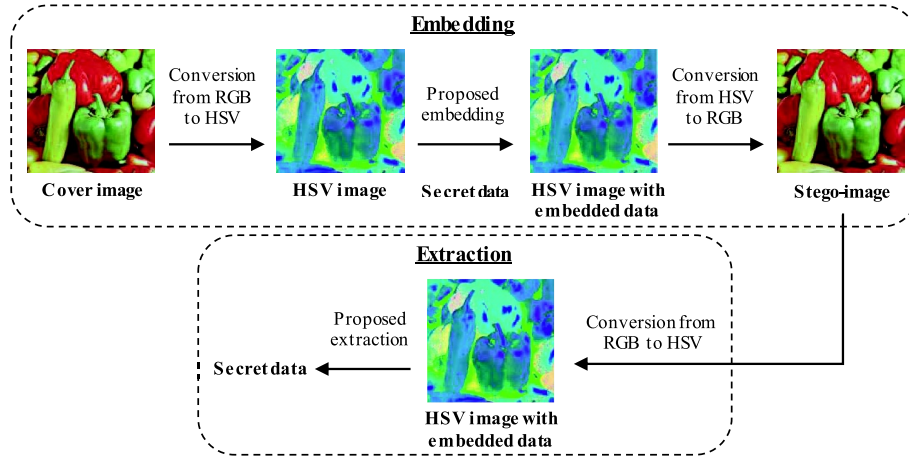 Embedding
Conversion
from RGB
to HSV
Proposed
embedding
Conversion
from HSV
to RGB
Cover image
HSV image
Secret data
HSV image with
embedded data
Stego-image
Extraction
Proposed
extraction
Conversion from
RGB to HSV
Secret data
HSV image with
embedded data